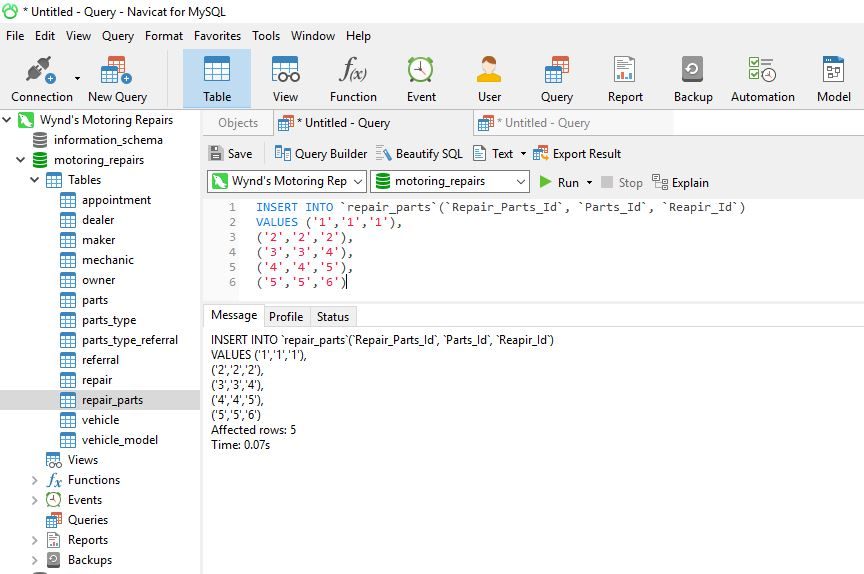 * Untitled - Query - Navicat for MySQL
File Edit View Query Format Favorites Tools Window Help
Connection New Query Table View Function Event User Query Report Backup Automation Model
f(x)
Wynd's Motoring Repairs
information_schema
motoring_repairs
Tables
appointment
dealer
maker
mechanic
owner
parts
parts_type
parts_type_referral
referral
repair
repair_parts
vehicle
vehicle_model
Views
fx Functions
Events
Queries
Reports
Backups
Objects * Untitled - Query * Untitled - Query
Save Query Builder Beautify SQL Text Export Result
Wynd's Motoring Rep motoring_repairs Run Stop Explain
1 INSERT INTO `repair_parts`(`Repair_Parts_Id`, `Parts_Id`, `Reapir_Id`)
2 VALUES ('1','1','1'),
3 ('2','2','2'),
4 ('3','3','4'),
5 ('4','4','5'),
6 ('5','5','6')
Message Profile Status
INSERT INTO `repair_parts`(`Repair_Parts_Id`, `Parts_Id`, `Reapir_Id`)
VALUES ('1','1','1'),
('2','2','2'),
('3','3','4'),
('4','4','5'),
('5','5','6')
Affected rows: 5
Time: 0.07s